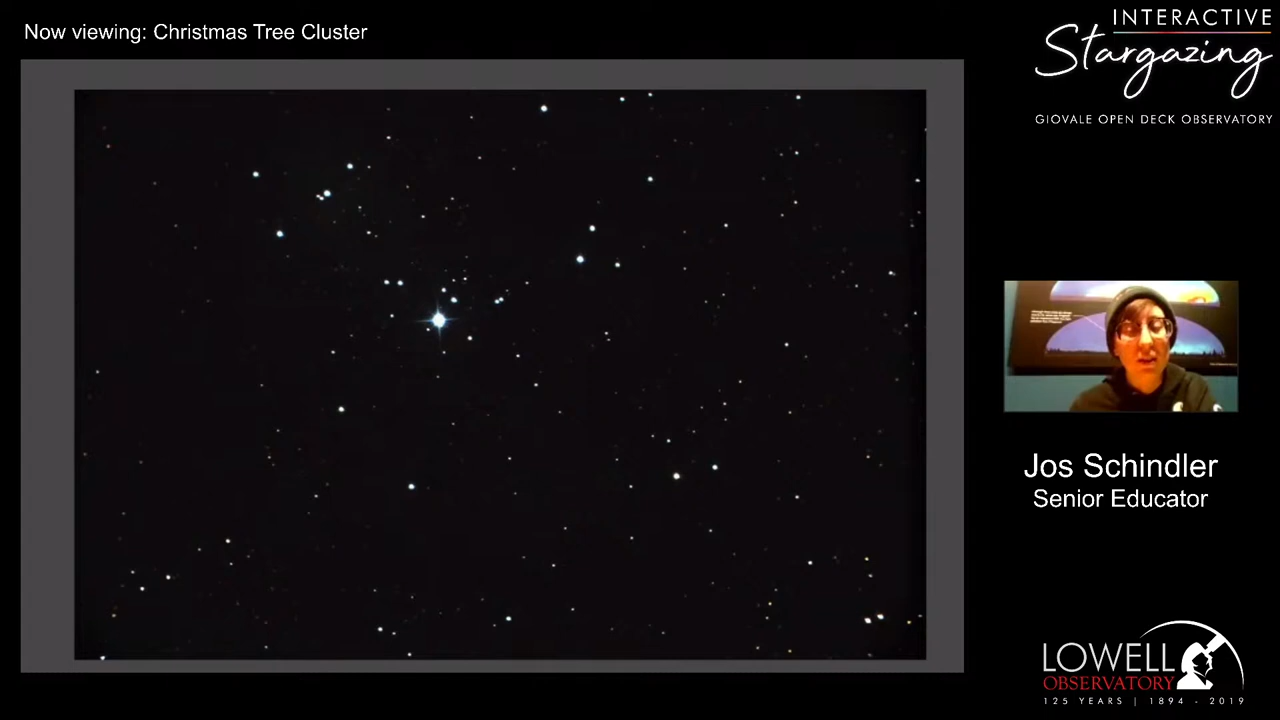 Now viewing: Christmas Tree Cluster
INTERACTIVE
Stargazing
GIOVALE OPEN DECK OBSERVATORY
Jos Schindler
Senior Educator
LOWELL
OBSERVATORY
125 YEARS | 1894 - 2019